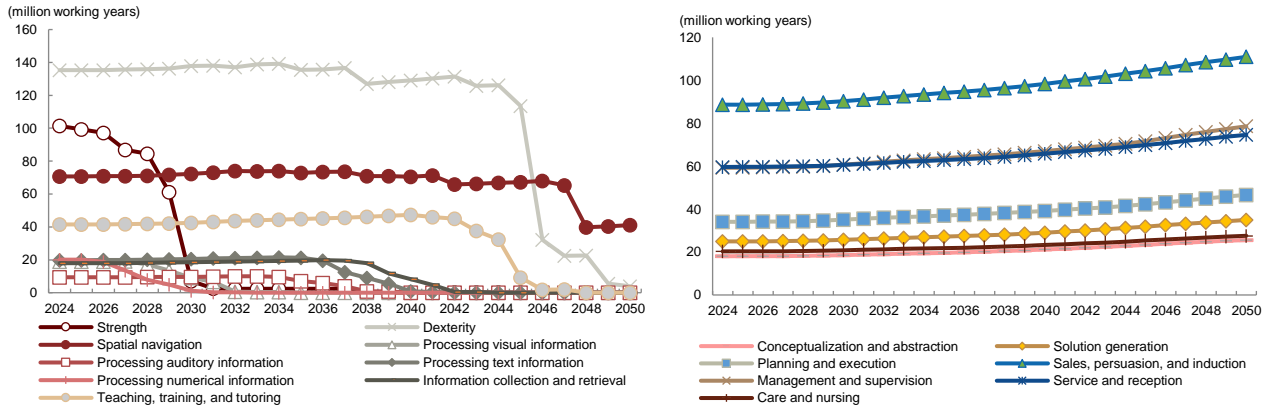 (million working years)
160
140
120
100
80
60
40
20
0
2024 2026 2028 2030 2032 2034 2036 2038 2040 2042 2044 2046 2048 2050
Strength
Dexterity
Spatial navigation
Processing visual information
Processing auditory information
Processing text information
Processing numerical information
Information collection and retrieval
Teaching, training, and tutoring
(million working years)
120
100
80
60
40
20
0
2024 2026 2028 2030 2032 2034 2036 2038 2040 2042 2044 2046 2048 2050
Conceptualization and abstraction
Solution generation
Planning and execution
Sales, persuasion, and induction
Management and supervision
Service and reception
Care and nursing